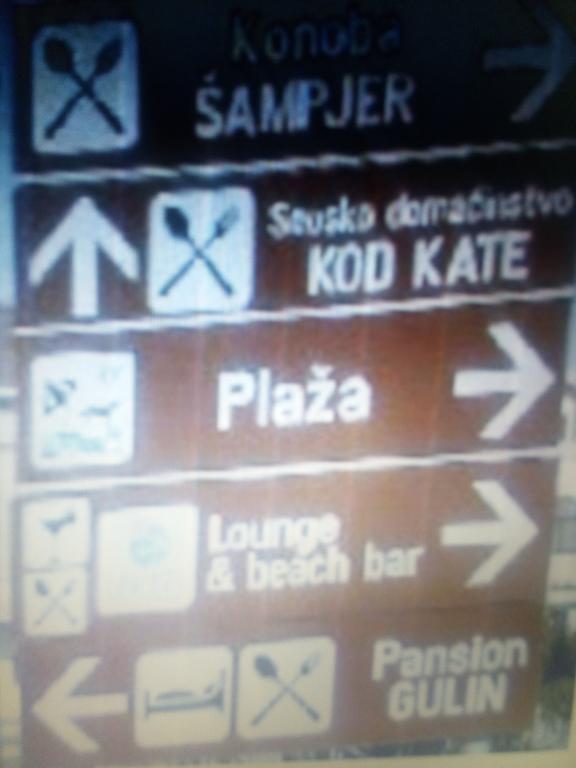 Konoba
ŠAMPJER
Seosko domaćinstvo
KOD KATE
Plaža
Lounge
& beach bar
Pansion
GULIN